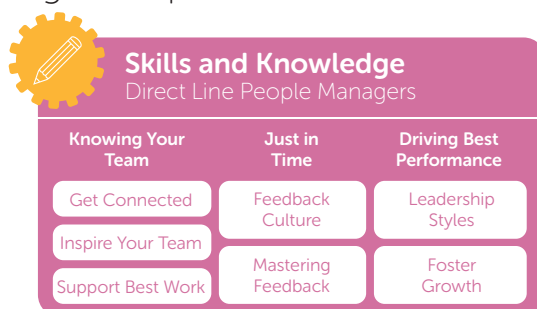 Skills and Knowledge
Direct Line People Managers
Knowing Your
Team
Get Connected
Inspire Your Team
Support Best Work
Just in
Time
Feedback
Culture
Mastering
Feedback
Driving Best
Performance
Leadership
Styles
Foster
Growth